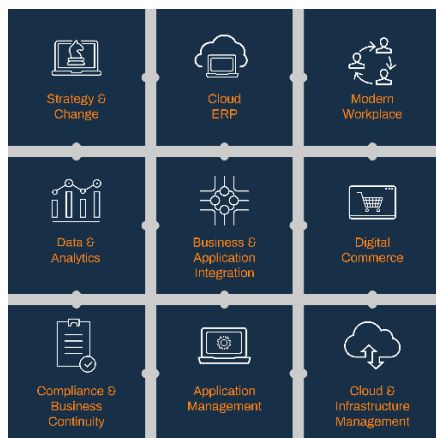 Strategy &
Change
Cloud
ERP
Modern
Workplace
Data &
Analytics
Business &
Application
Integration
Digital
Commerce
Compliance &
Business
Continuity
Application
Management
Cloud &
Infrastructure
Management